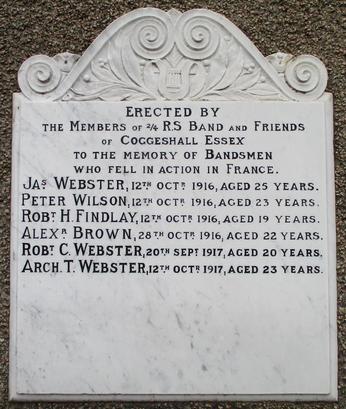 ERECTED BY
THE MEMBERS OF 2/4 R.S BAND AND FRIENDS
OF COGGESHALL ESSEX
TO THE MEMORY OF BANDSMEN
WHO FELL IN ACTION IN FRANCE.
JAS WEBSTER, 12TH OCTR 1916, AGED 25 YEARS.
PETER WILSON, 12TH OCTR 1916, AGED 23 YEARS.
ROBT H. FINDLAY, 12TH OCTR 1916, AGED 19 YEARS.
ALEXR BROWN, 28TH OCTR 1916, AGED 22 YEARS.
ROBT C. WEBSTER, 20TH SEPT 1917, AGED 20 YEARS,
ARCH. T. WEBSTER, 12TH OCTR 1917, AGED 23 YEARS.